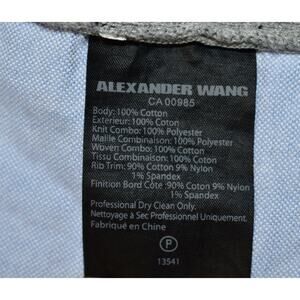 ALEXANDER WANG
CA 00985
Body: 100% Cotton
Exterieur: 100% Coton
Knit Combo: 100% Polyester
Maille Combinaison: 100% Polyester
Woven Combo: 100% Cotton
Tissu Combinaison: 100% Coton
Rib Trim: 90% Cotton 9% Nylon
1% Spandex
Finition Bord Côte: 90% Coton 9% Nylon
1% Spandex
Professional Dry Clean Only.
Nettoyage à Sec Professionnel Uniquement.
Fabriqué en Chine
P
13541